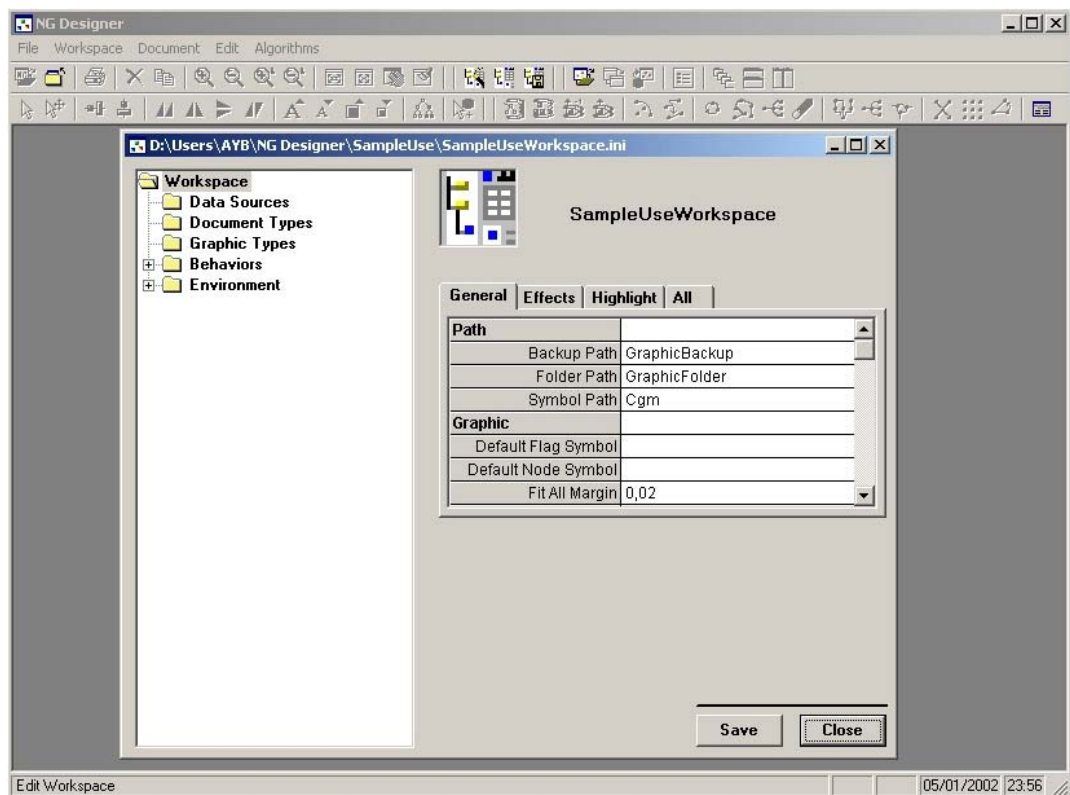 NG Designer
File Workspace Document Edit Algorithms
D:\Users\AYB\NG Designer\SampleUse\SampleUseWorkspace.ini
Workspace
Data Sources
Document Types
Graphic Types
Behaviors
Environment
SampleUseWorkspace
General Effects Highlight All
Path
Backup Path GraphicBackup
Folder Path GraphicFolder
Symbol Path Cgm
Graphic
Default Flag Symbol
Default Node Symbol
Fit All Margin 0,02
Save Close
Edit Workspace 05/01/2002 23:56